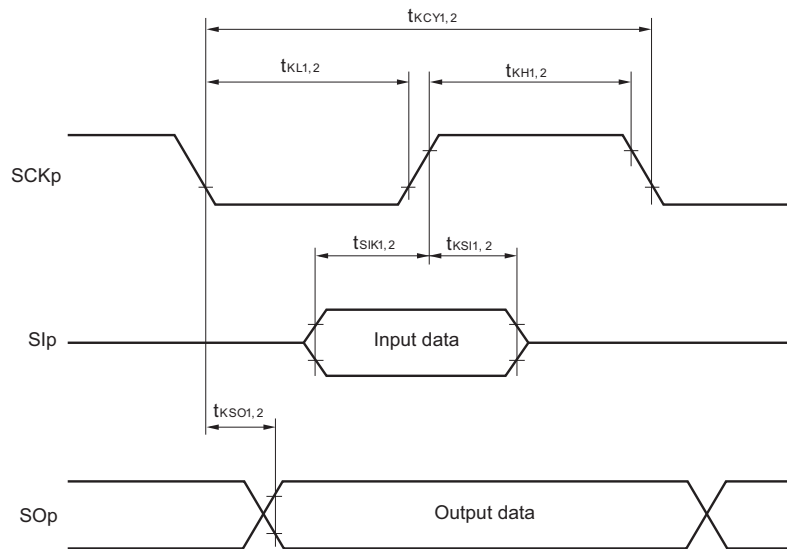 tKCY1, 2
tKL1, 2
tKH1, 2
SCKp
tSIK1, 2
tKSI1, 2
SIp
Input data
tKSO1, 2
SOp
Output data